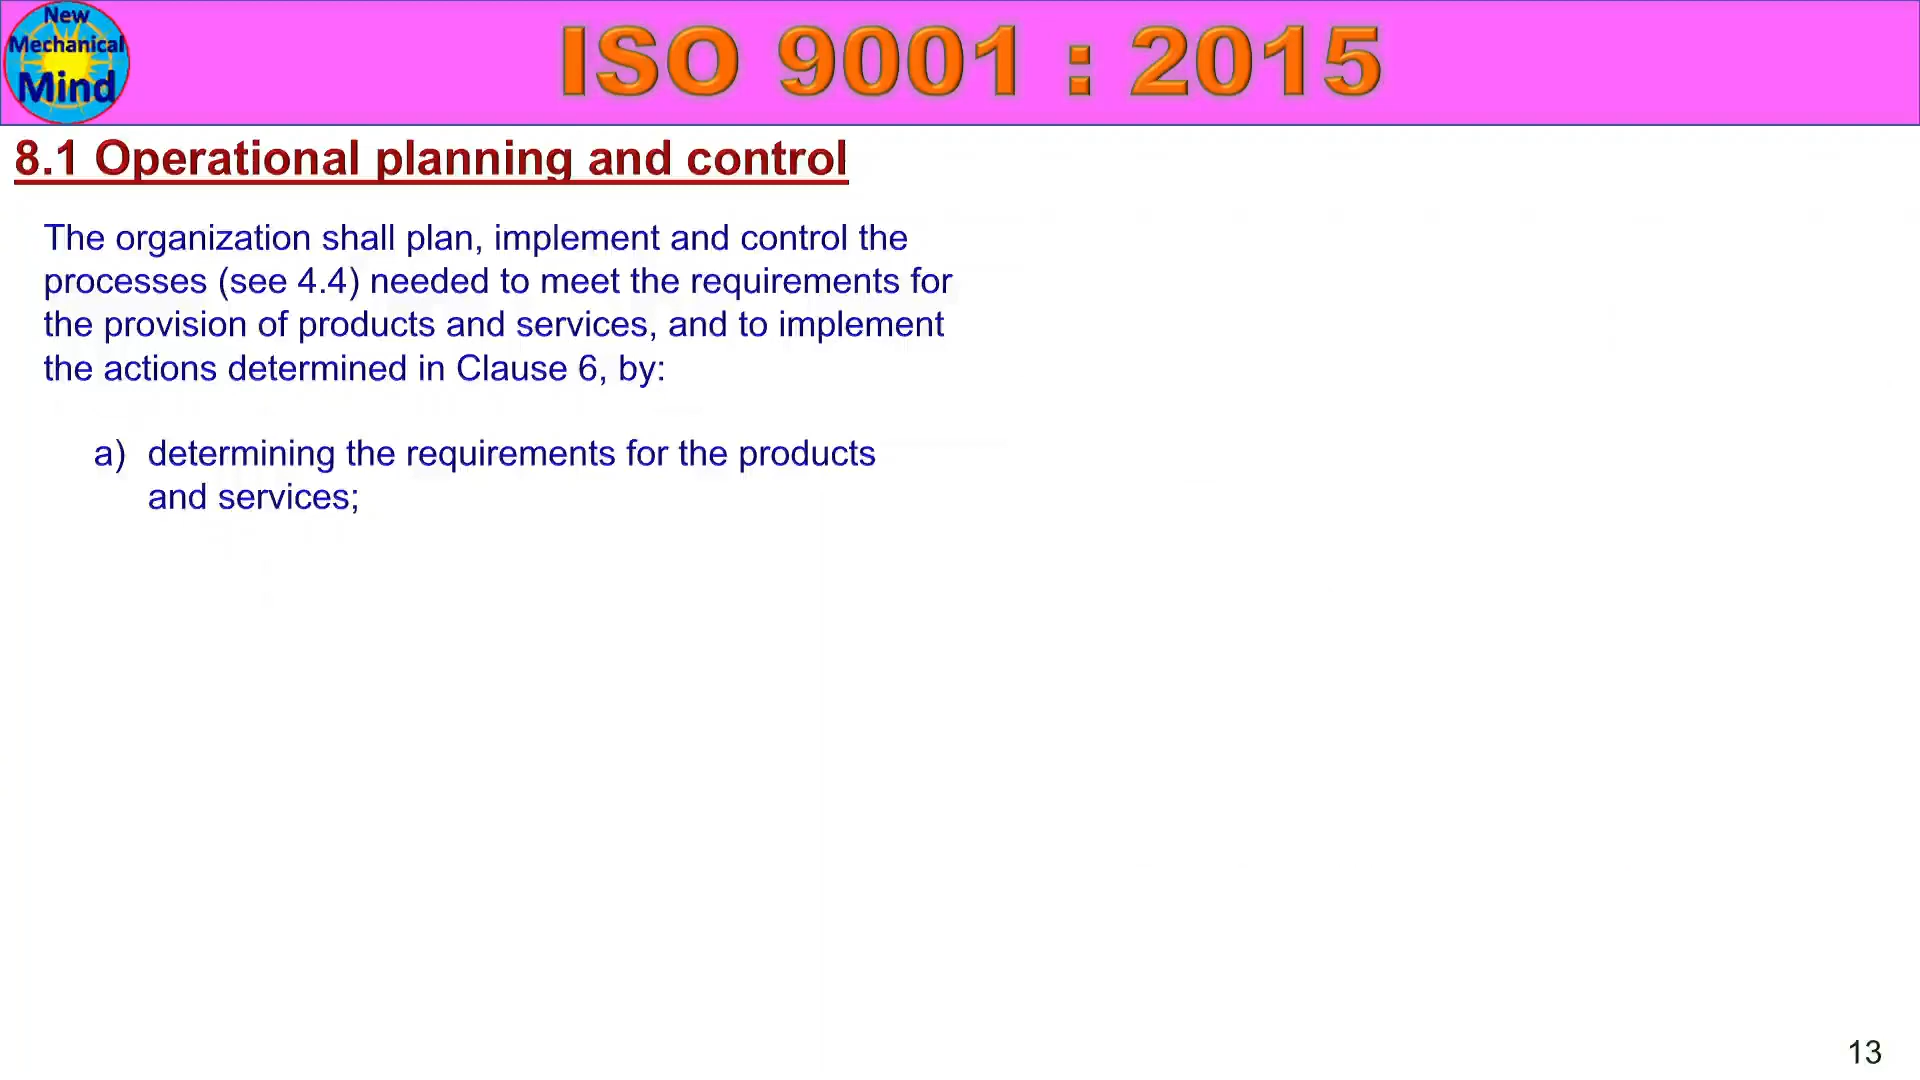 New
Mechanical
Mind
ISO 9001 : 2015
8.1 Operational planning and control
The organization shall plan, implement and control the
processes (see 4.4) needed to meet the requirements for
the provision of products and services, and to implement
the actions determined in Clause 6, by:
a) determining the requirements for the products
and services;
13